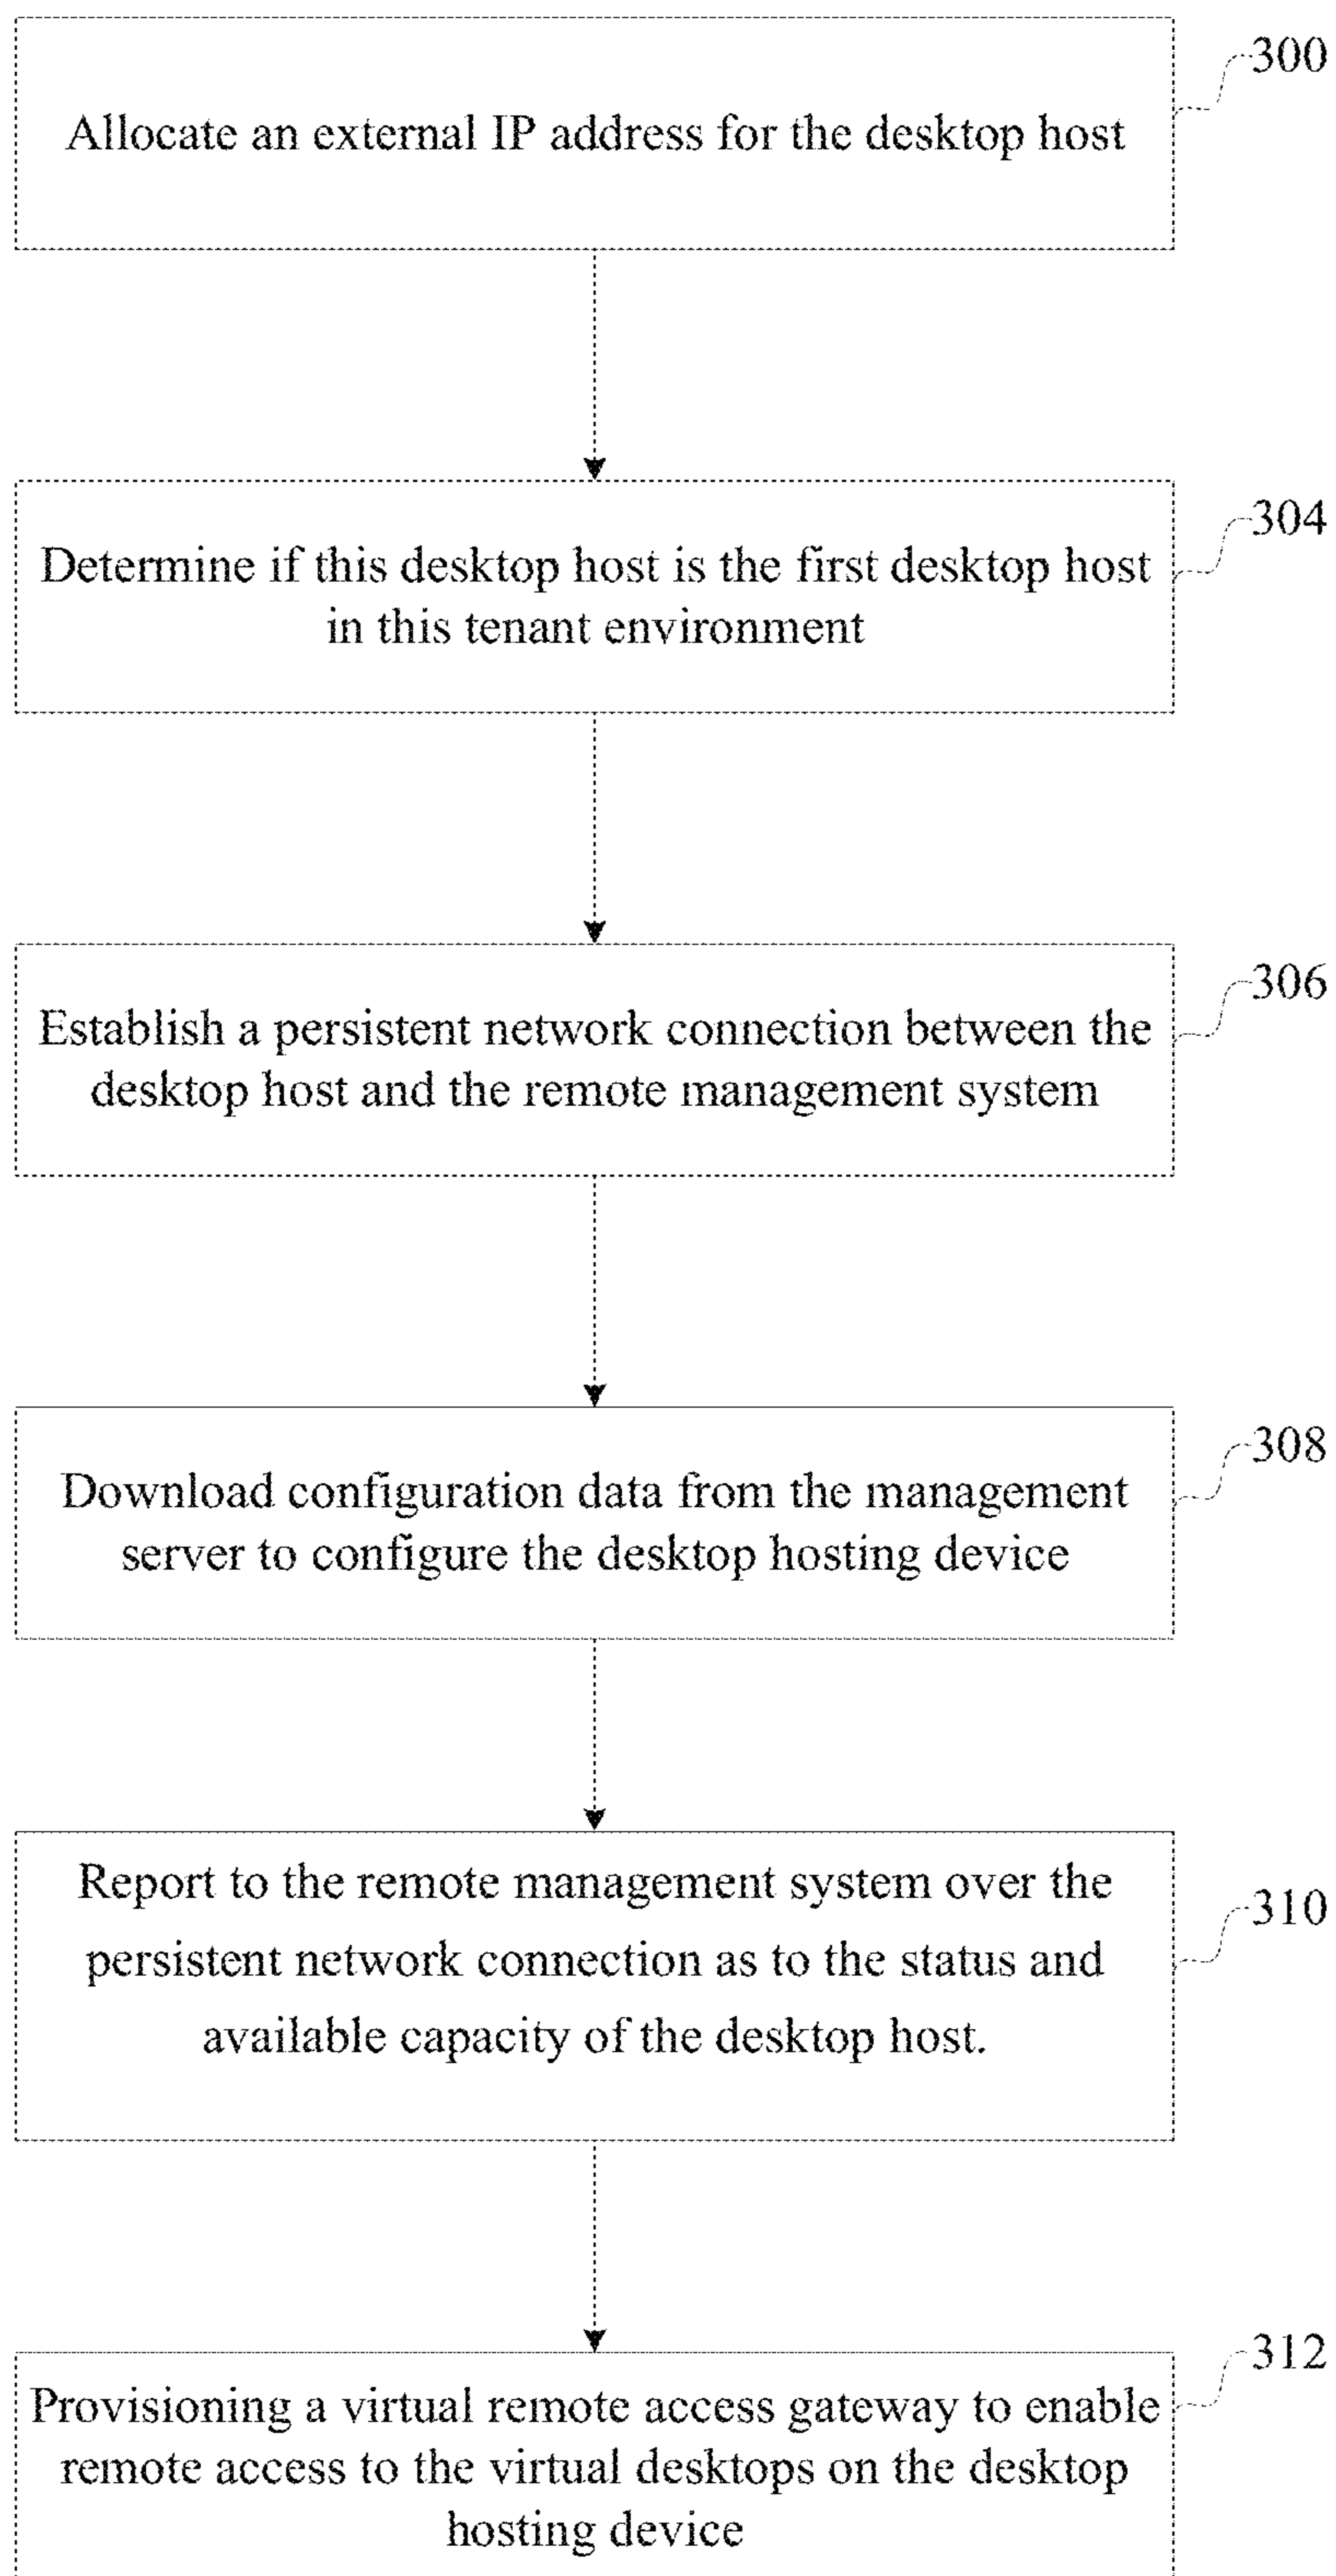 300
Allocate an external IP address for the desktop host
304
Determine if this desktop host is the first desktop host
in this tenant environment
306
Establish a persistent network connection between the
desktop host and the remote management system
308
Download configuration data from the management
server to configure the desktop hosting device
Report to the remote management system over the
310
persistent network connection as to the status and
available capacity of the desktop host.
312
Provisioning a virtual remote access gateway to enable
remote access to the virtual desktops on the desktop
hosting device